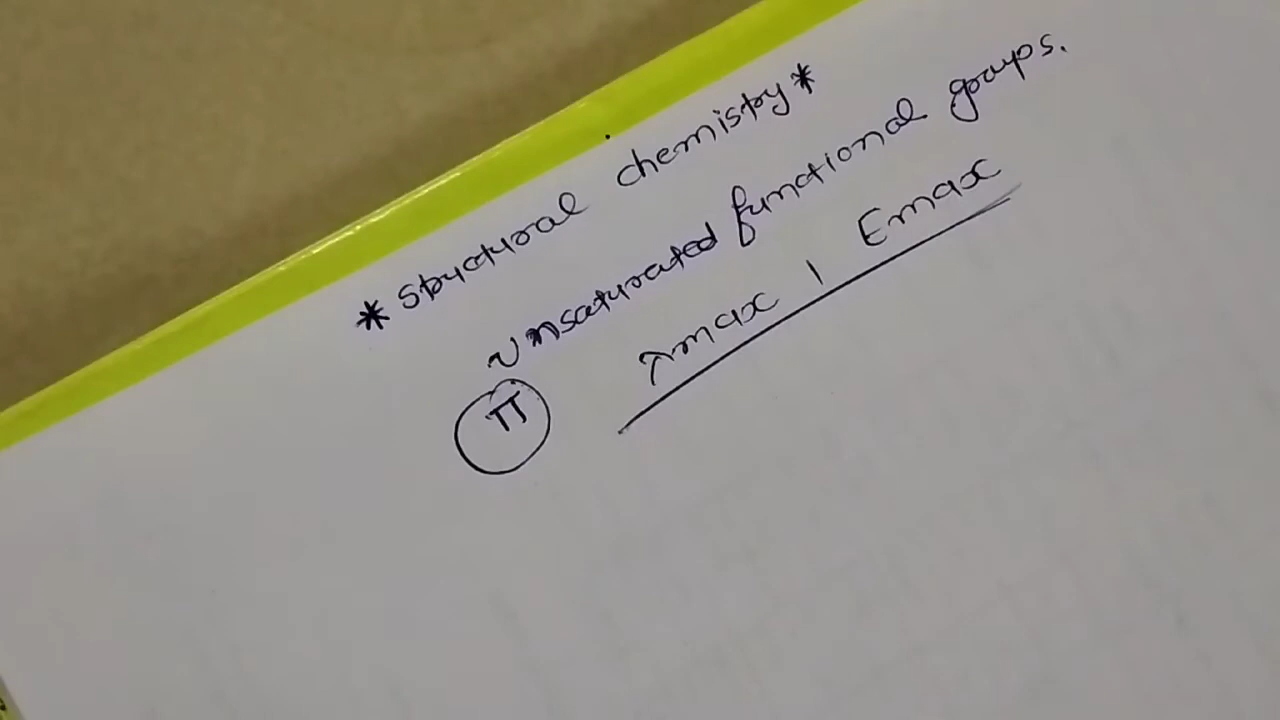 * Structural chemistry *
unsaturated functional groups.
π λmax , Emax